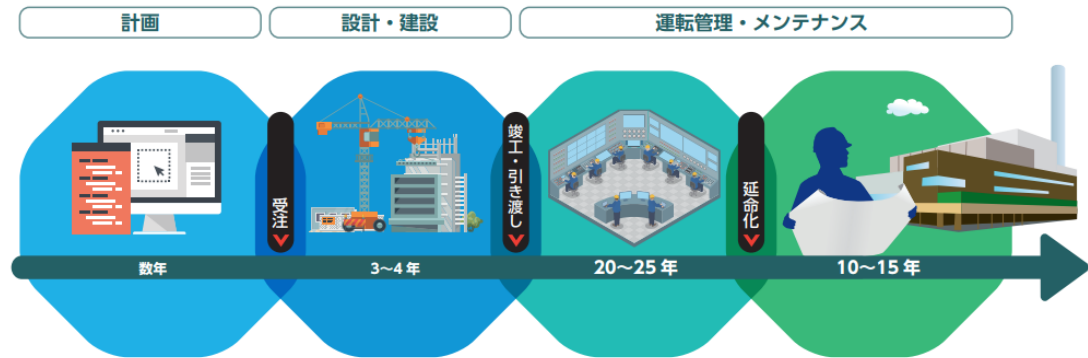 計画
設計・建設
運転管理・メンテナンス
受注
竣工・引き渡し
延命化
数年
3〜4 年
20〜25 年
10〜15 年